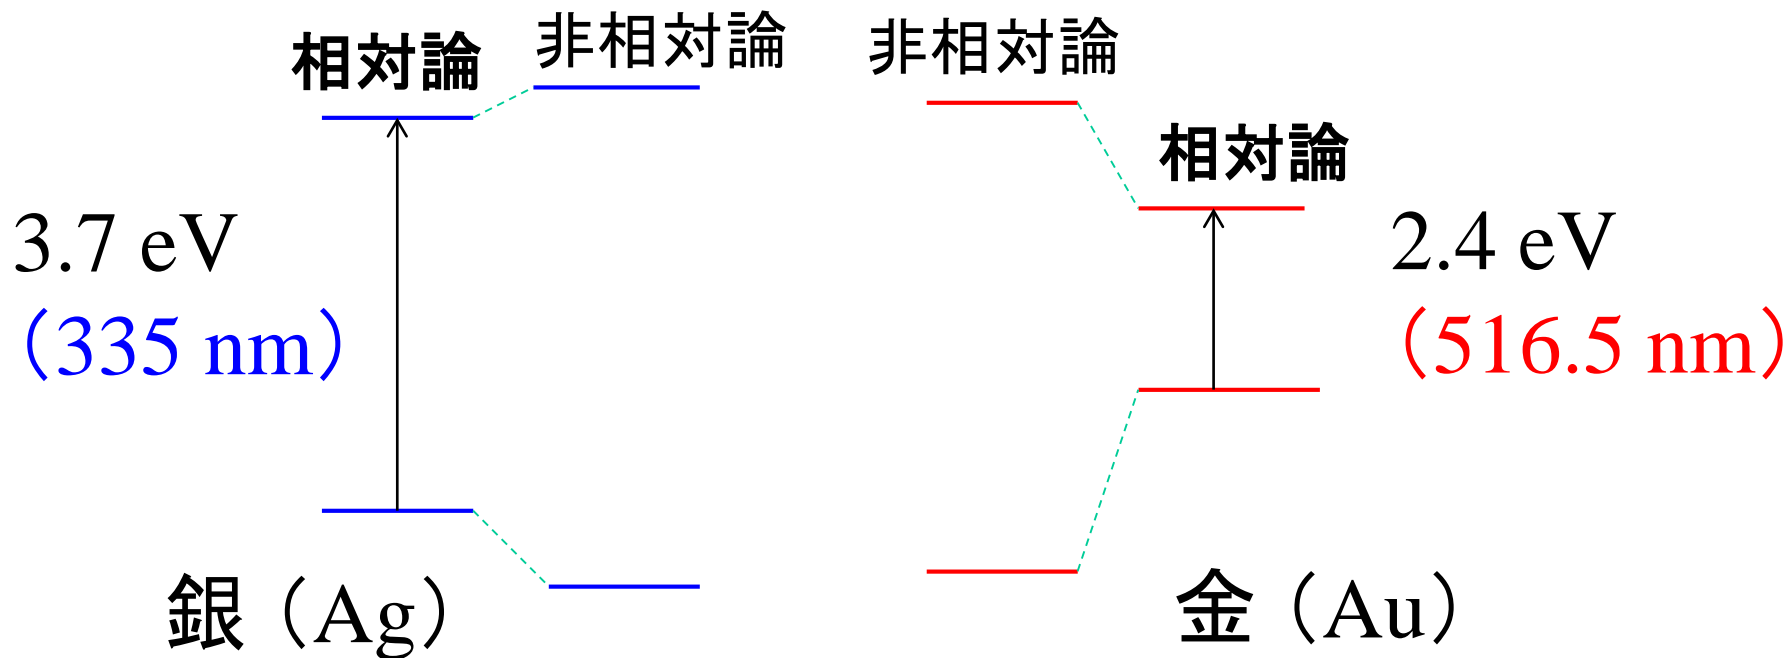 相対論
非相対論
非相対論
相対論
3.7 eV
（335 nm）
2.4 eV
（516.5 nm）
銀（Ag）
金（Au）